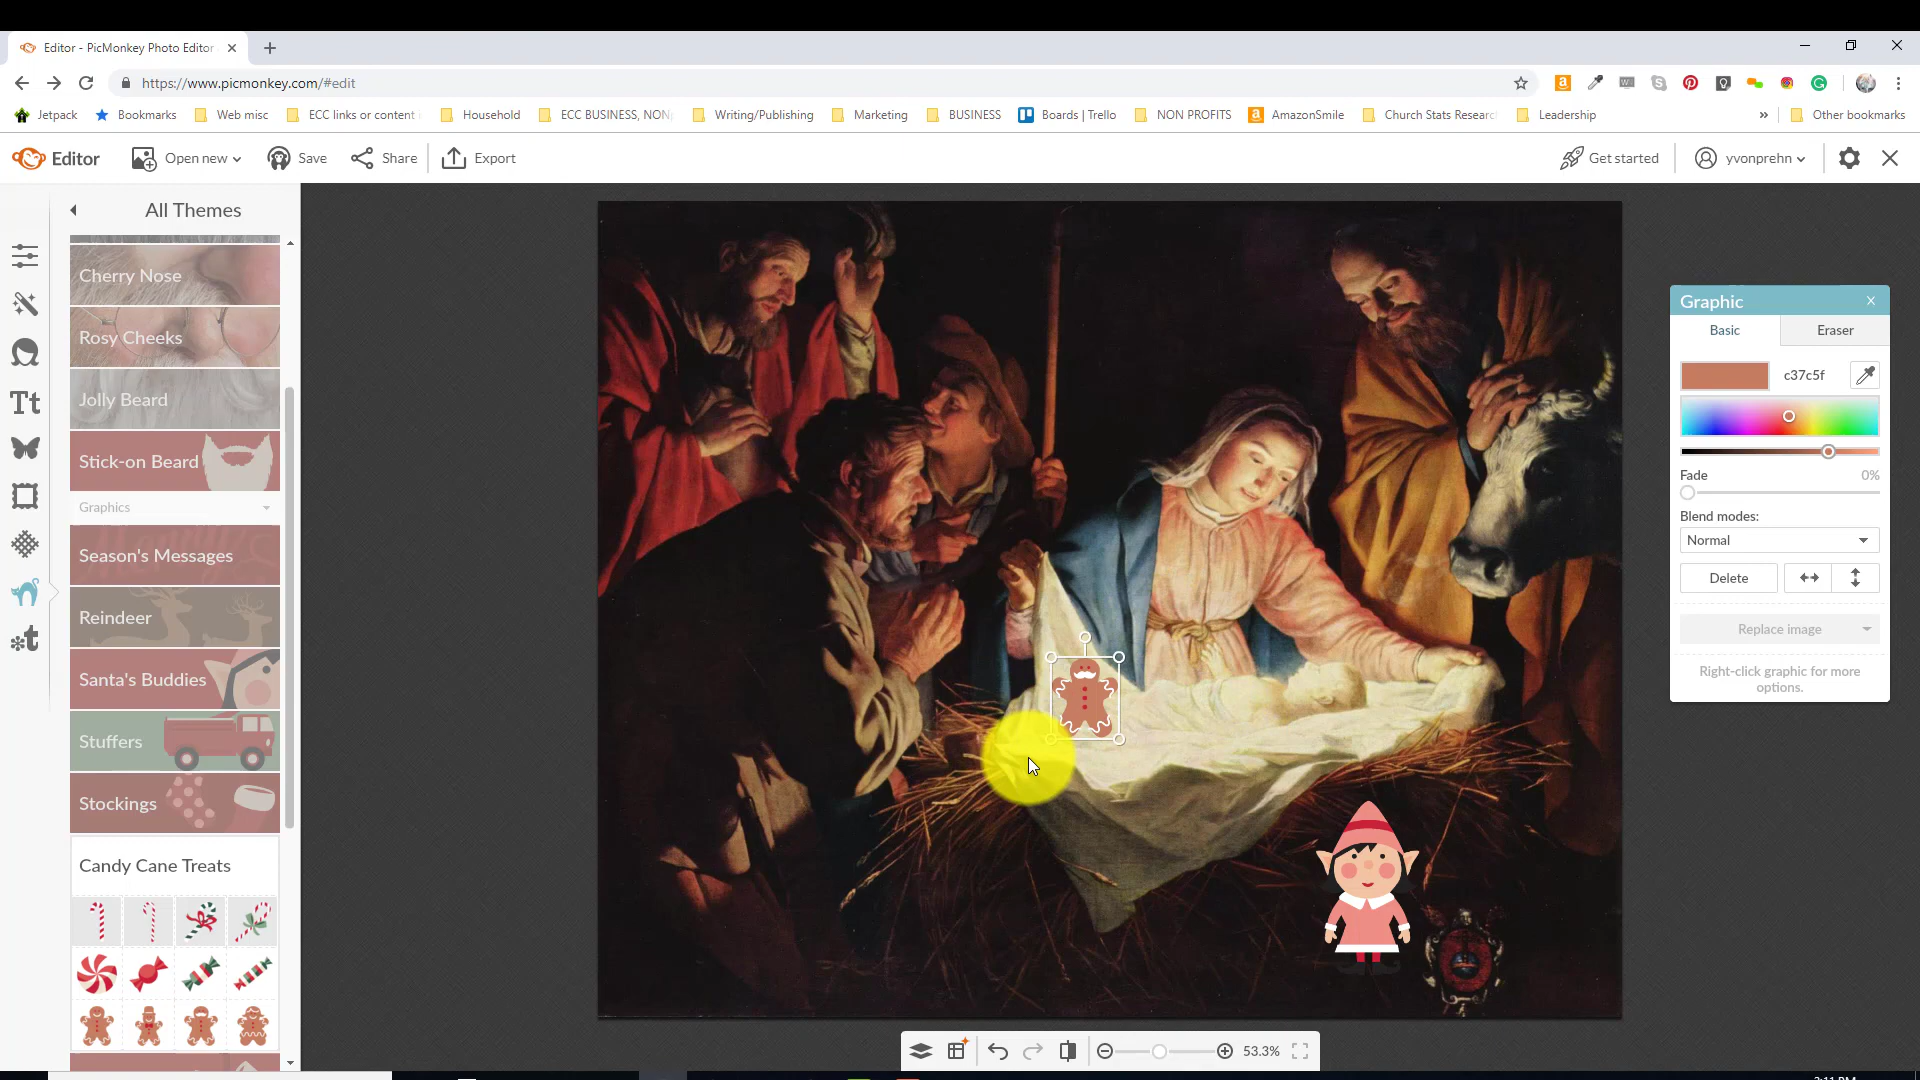 Editor - PicMonkey Photo Editor
https://www.picmonkey.com/#edit
Jetpack Bookmarks Web misc ECC links or content Household ECC BUSINESS, NON Writing/Publishing Marketing BUSINESS Boards | Trello NON PROFITS AmazonSmile Church Stats Researc Leadership » Other bookmarks
Editor Open new Save Share Export Get started yvonprehn
All Themes
Cherry Nose
Rosy Cheeks
Jolly Beard
Stick-on Beard
Graphics
Season's Messages
Reindeer
Santa's Buddies
Stuffers
Stockings
Candy Cane Treats
Tt
t
Graphic x
Basic Eraser
c37c5f
Fade 0%
Blend modes:
Normal
Delete
Replace image
Right-click graphic for more
options.
53.3%